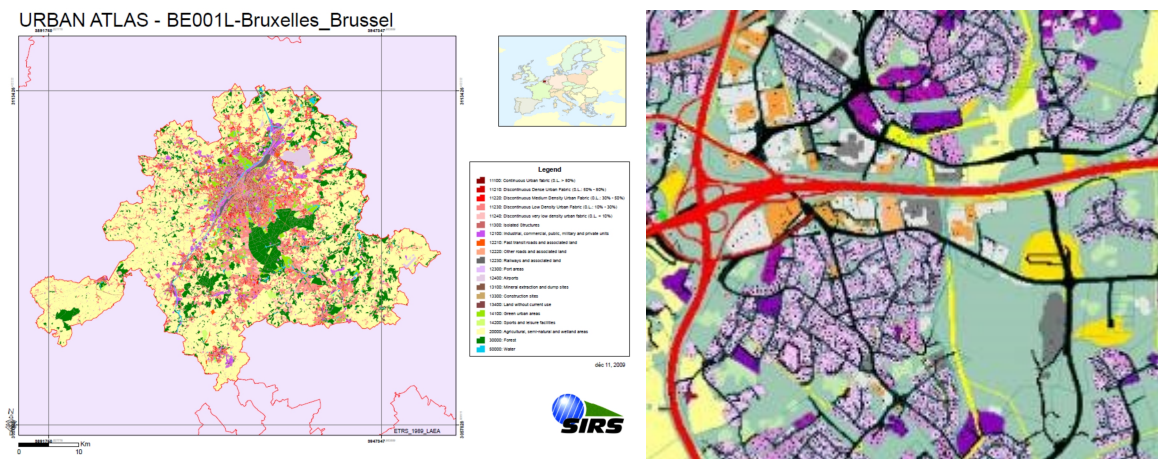 URBAN ATLAS - BE001L-Bruxelles_Brussel
Legend
11100: Continuous Urban fabric (S.L. > 80%)
11210: Discontinuous Dense Urban Fabric (S.L.: 50% - 80%)
11220: Discontinuous Medium Density Urban Fabric (S.L.: 30% - 50%)
11230: Discontinuous Low Density Urban Fabric (S.L.: 10% - 30%)
11240: Discontinuous very low density urban fabric (S.L. < 10%)
11300: Isolated Structures
12100: Industrial, commercial, public, military and private units
12210: Fast transit roads and associated land
12220: Other roads and associated land
12230: Railways and associated land
12300: Port areas
12400: Airports
13100: Mineral extraction and dump sites
13300: Construction sites
13400: Land without current use
14100: Green urban areas
14200: Sports and leisure facilities
20000: Agricultural, semi-natural and wetland areas
30000: Forest
50000: Water
déc 11, 2009
SIRS
ETRS_1989_LAEA
Km
0 10